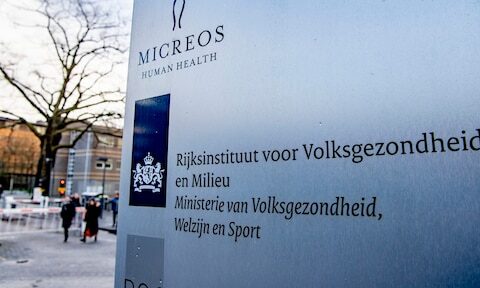 MICREOS
HUMAN HEALTH
Rijksinstituut voor Volksgezondheid
en Milieu
Ministerie van Volksgezondheid,
Welzijn en Sport